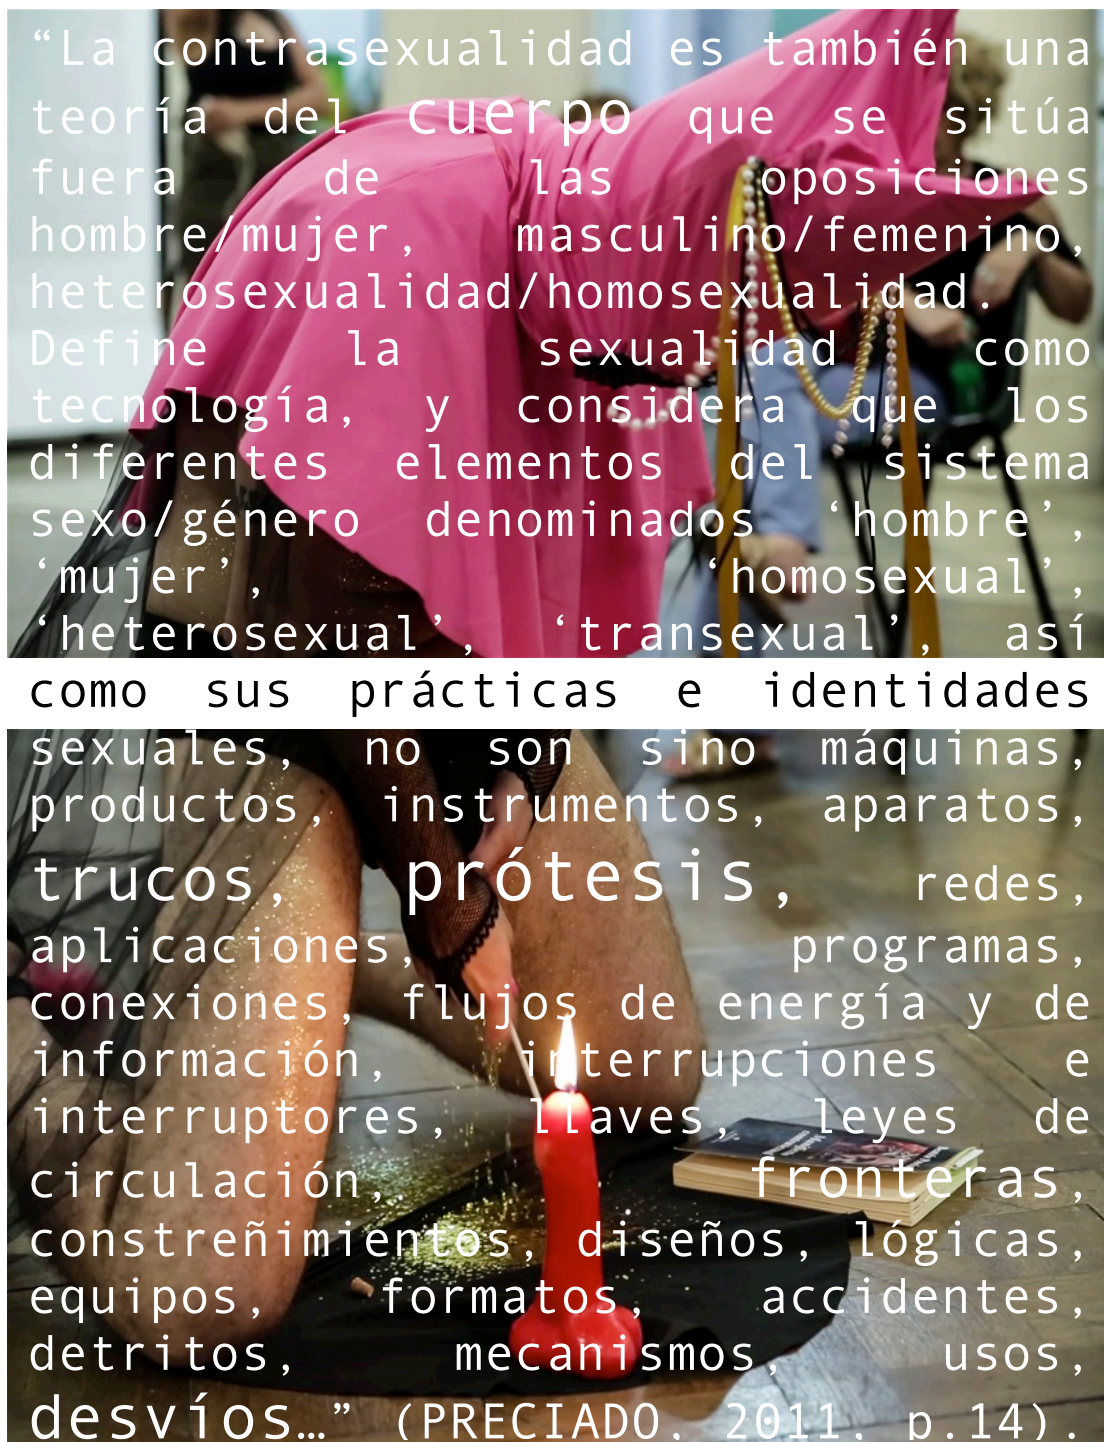 “La contrasexualidad es también una
teoría del cuerpo que se sitúa
fuera de las oposiciones
hombre/mujer, masculino/femenino,
heterosexualidad/homosexualidad.
Define la sexualidad como
tecnología, y considera que los
diferentes elementos del sistema
sexo/género denominados ‘hombre’,
‘mujer’, ‘homosexual’,
‘heterosexual’, ‘transexual’, así
como sus prácticas e identidades
sexuales, no son sino máquinas,
productos, instrumentos, aparatos,
trucos, prótesis, redes,
aplicaciones, programas,
conexiones, flujos de energía y de
información, interrupciones e
interruptores, llaves, leyes de
circulación, fronteras,
constreñimientos, diseños, lógicas,
equipos, formatos, accidentes,
detritos, mecanismos, usos,
desvíos…” (PRECIADO, 2011, p.14).